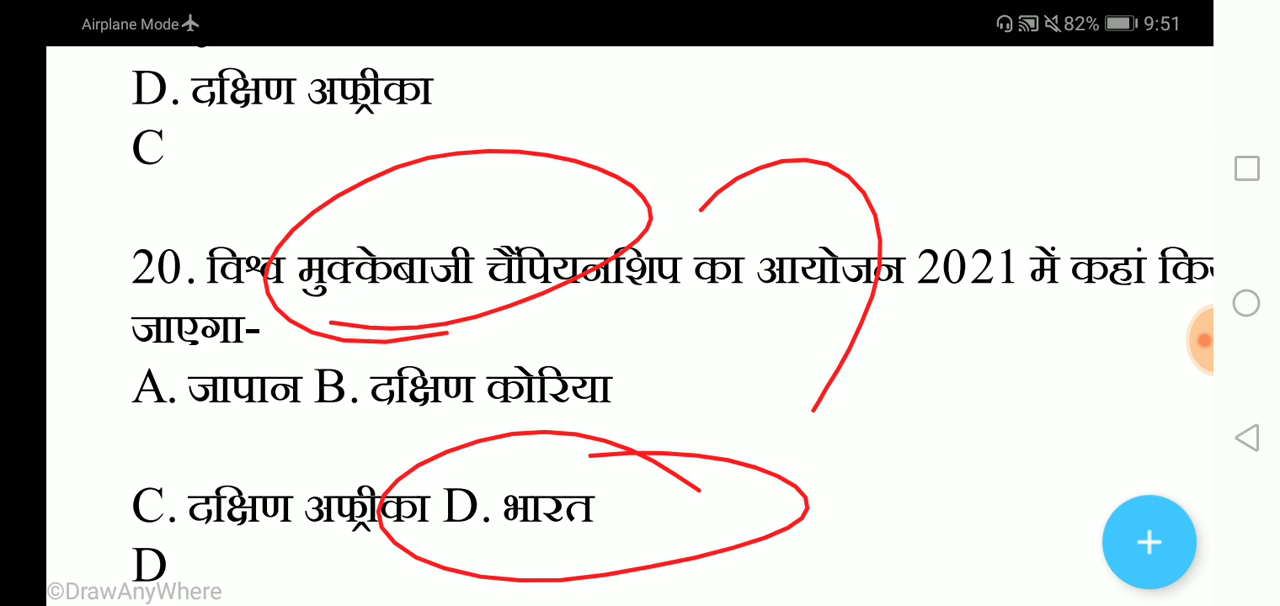 Airplane Mode 82% 9:51
D. दक्षिण अफ्रीका
C
20. विश्व मुक्केबाजी चैंपियनशिप का आयोजन 2021 में कहां
जाएगा-
A. जापान B. दक्षिण कोरिया
C. दक्षिण अफ्रीका D. भारत
D
©DrawAnyWhere